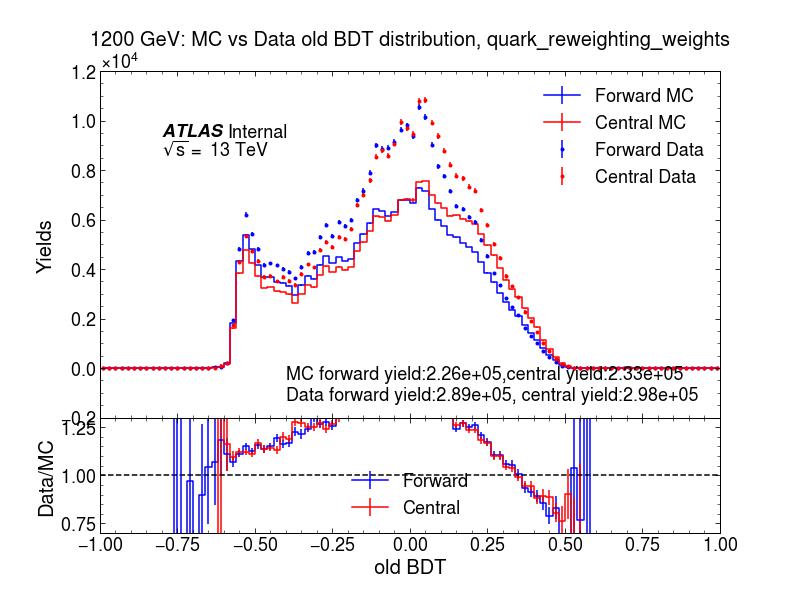 1200 GeV: MC vs Data old BDT distribution, quark_reweighting_weights
×10⁴
1.2
1.0
0.8
0.6
0.4
0.2
0.0
0.2
Yields
ATLAS Internal
√s = 13 TeV
Forward MC
Central MC
Forward Data
Central Data
MC forward yield:2.26e+05,central yield:2.33e+05
Data forward yield:2.89e+05, central yield:2.98e+05
1.25
1.00
0.75
Data/MC
Forward
Central
−1.00 −0.75 −0.50 −0.25 0.00 0.25 0.50 0.75 1.00
old BDT